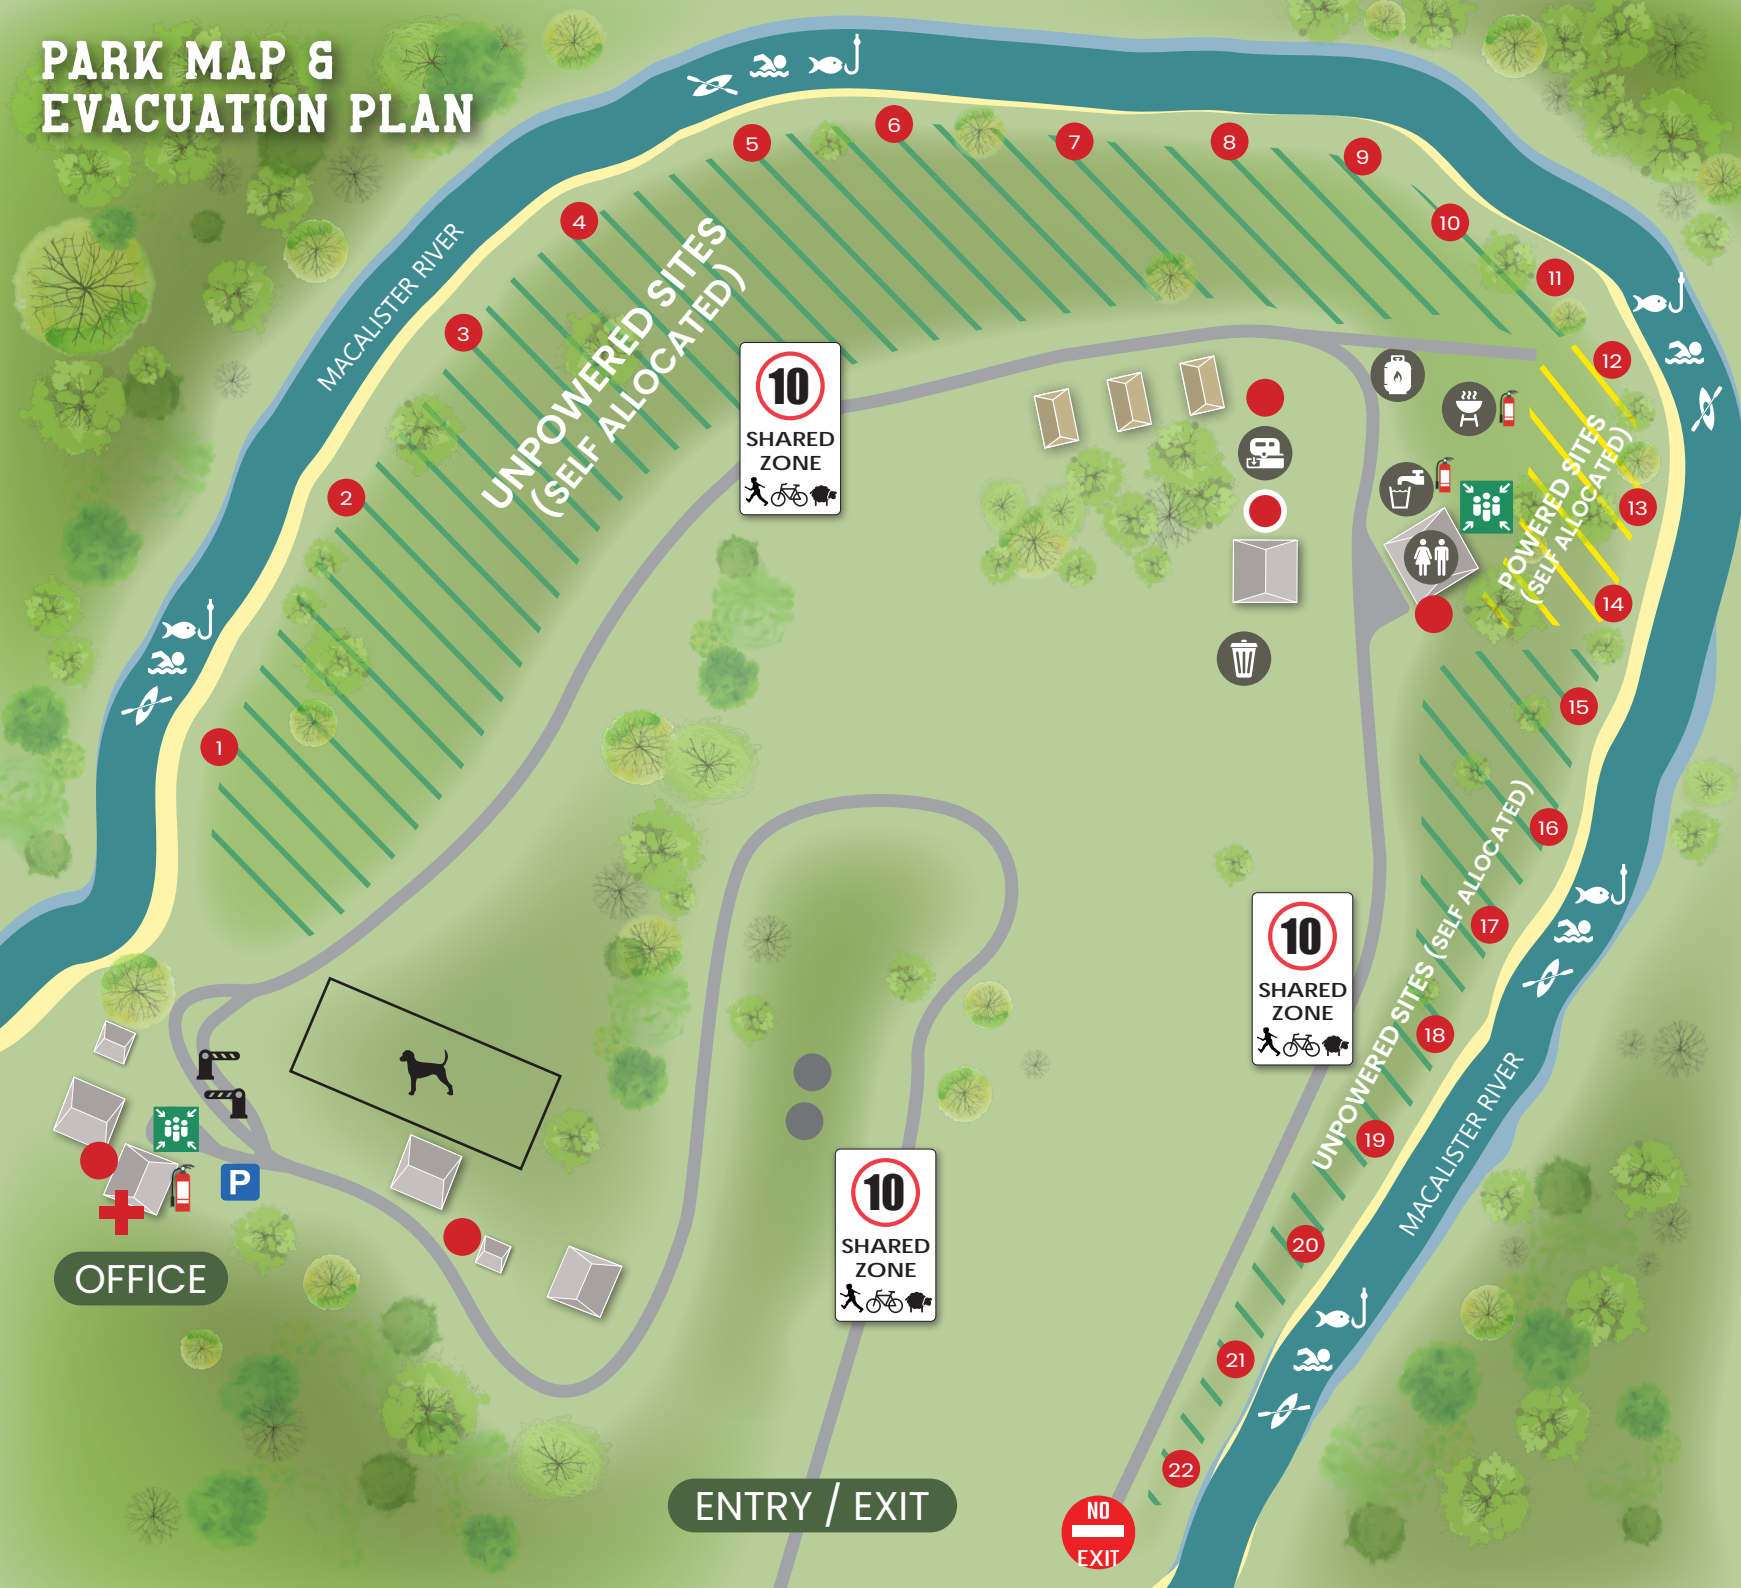 PARK MAP &
EVACUATION PLAN
MACALISTER RIVER
UNPOWERED SITES
(SELF ALLOCATED)
1
2
3
4
5
6
7
8
9
10
11
12
13
14
15
16
17
18
19
20
21
22
10
SHARED
ZONE
POWERED SITES
(SELF ALLOCATED)
10
SHARED
ZONE
UNPOWERED SITES (SELF ALLOCATED)
MACALISTER RIVER
P
OFFICE
10
SHARED
ZONE
ENTRY / EXIT
NO
EXIT